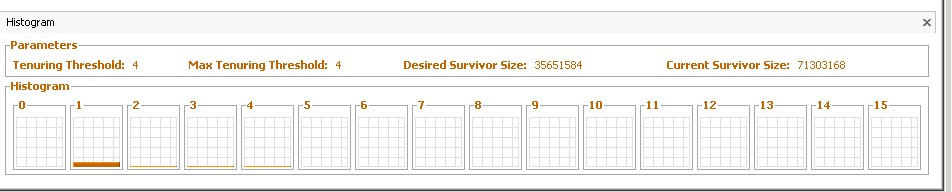 Histogram
Parameters
Tenuring Threshold: 4 Max Tenuring Threshold: 4 Desired Survivor Size: 35651584 Current Survivor Size: 71303168
Histogram
0 1 2 3 4 5 6 7 8 9 10 11 12 13 14 15